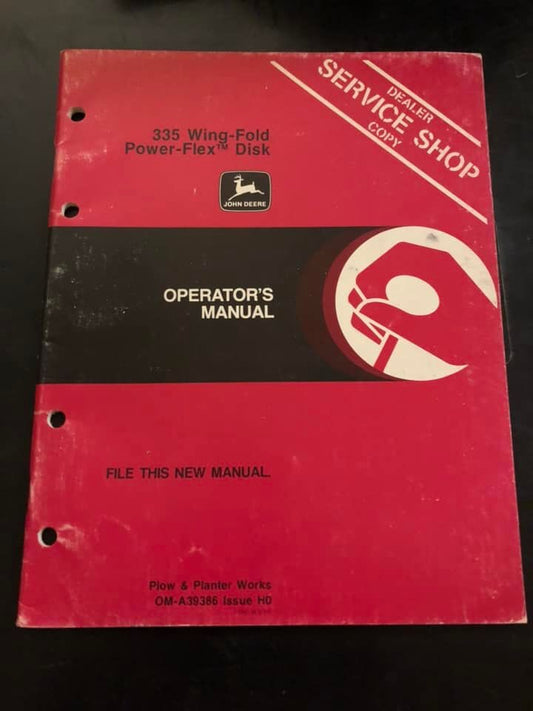 DEALER
SERVICE SHOP
COPY
335 Wing-Fold
Power-Flex™ Disk
JOHN DEERE
OPERATOR'S
MANUAL
FILE THIS NEW MANUAL.
Plow & Planter Works
OM-A39386 Issue H0